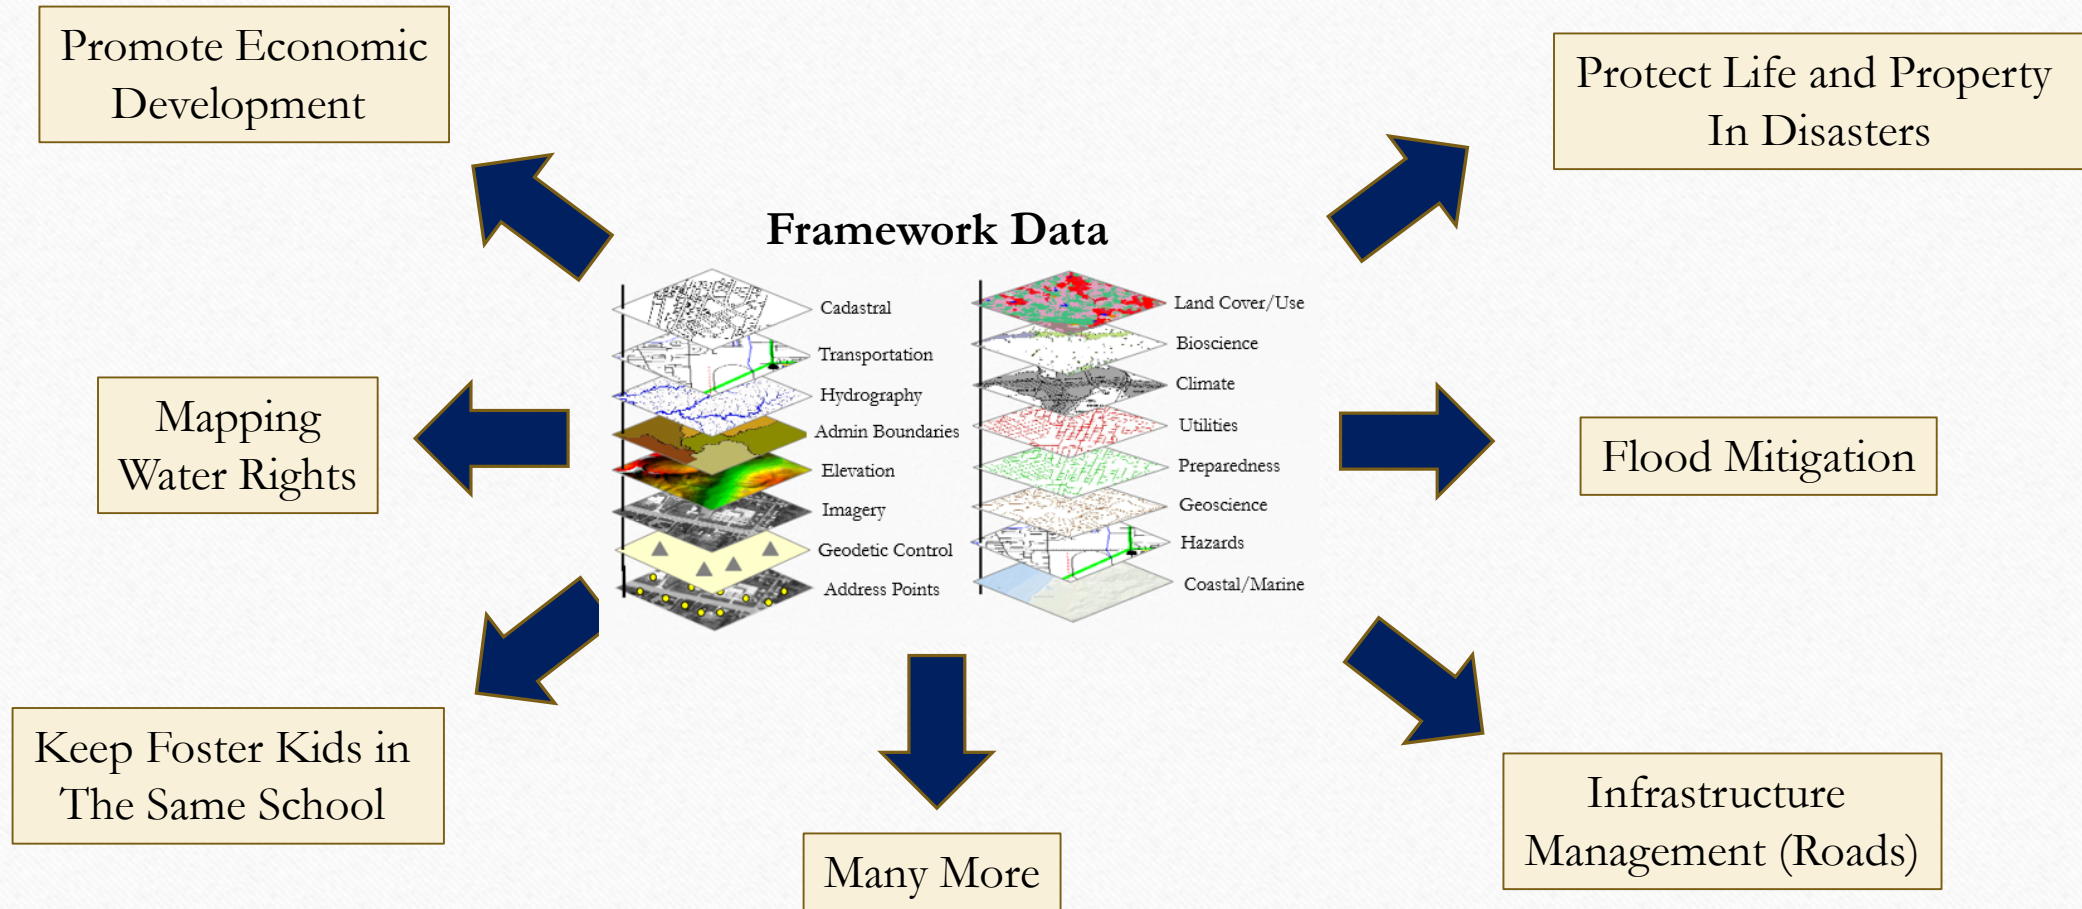 Promote Economic
Development
Protect Life and Property
In Disasters
Framework Data
Cadastral
Transportation
Hydrography
Admin Boundaries
Elevation
Imagery
Geodetic Control
Address Points
Land Cover/Use
Bioscience
Climate
Utilities
Preparedness
Geoscience
Hazards
Coastal/Marine
Mapping
Water Rights
Flood Mitigation
Keep Foster Kids in
The Same School
Many More
Infrastructure
Management (Roads)